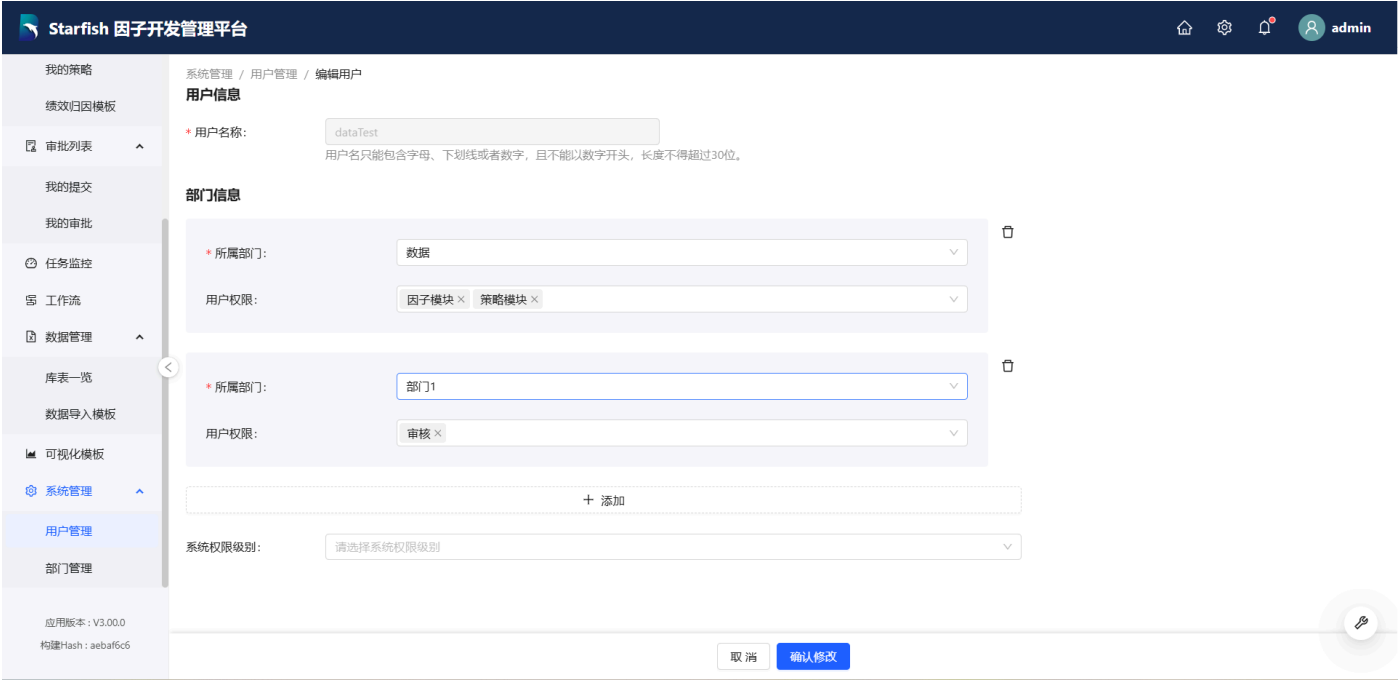 Starfish 因子开发管理平台
admin
我的策略
绩效归因模板
审批列表
我的提交
我的审批
任务监控
工作流
数据管理
库表一览
数据导入模板
可视化模板
系统管理
用户管理
部门管理
应用版本 : V3.00.0
构建Hash : aebaf6c6
系统管理 / 用户管理 / 编辑用户
用户信息
* 用户名称:
dataTest
用户名只能包含字母、下划线或者数字，且不能以数字开头，长度不得超过30位。
部门信息
* 所属部门:
数据
用户权限:
因子模块 × 策略模块 ×
* 所属部门:
部门1
用户权限:
审核 ×
+ 添加
系统权限级别:
请选择系统权限级别
取 消
确认修改